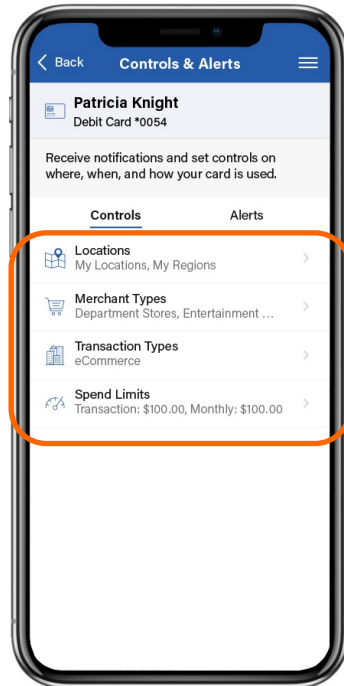 Back
Controls & Alerts
Patricia Knight
Debit Card *0054
Receive notifications and set controls on
where, when, and how your card is used.
Controls
Alerts
Locations
My Locations, My Regions
Merchant Types
Department Stores, Entertainment ...
Transaction Types
eCommerce
Spend Limits
Transaction: $100.00, Monthly: $100.00